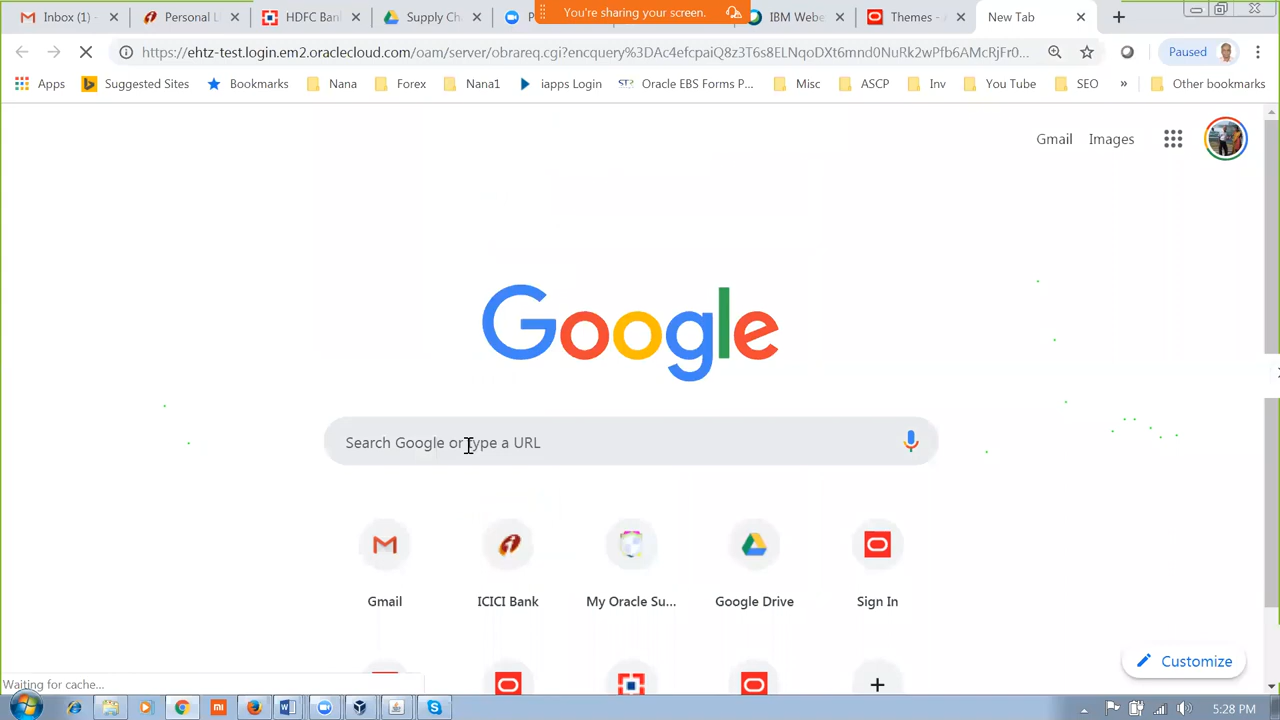 Inbox (1)
Personal L
HDFC Ban
Supply Ch
You're sharing your screen.
IBM Webe
Themes -
New Tab
https://ehtz-test.login.em2.oraclecloud.com/oam/server/obrareq.cgi?encquery%3DAc4efcpaiQ8z3T6s8ELNqoDXt6mnd0NuRk2wPfb6AMcRjFr0...
Paused
Apps
Suggested Sites
Bookmarks
Nana
Forex
Nana1
iapps Login
Oracle EBS Forms P...
Misc
ASCP
Inv
You Tube
SEO
»
Other bookmarks
Gmail
Images
Google
Search Google or type a URL
Gmail
ICICI Bank
My Oracle Su...
Google Drive
Sign In
Customize
Waiting for cache...
5:28 PM